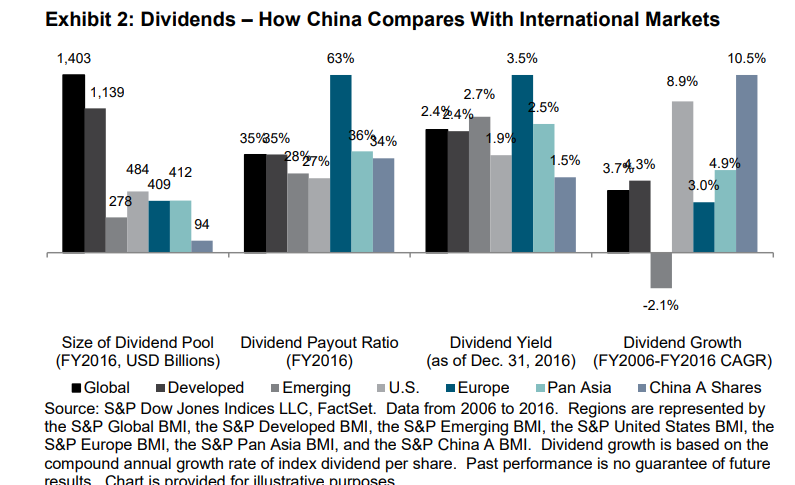 Exhibit 2: Dividends – How China Compares With International Markets
1,403
1,139
278
484
409
412
94
35%
35%
28%
27%
63%
36%
34%
2.4%
2.4%
2.7%
1.9%
3.5%
2.5%
1.5%
3.7%
4.3%
-2.1%
8.9%
3.0%
4.9%
10.5%
Size of Dividend Pool
(FY2016, USD Billions)
Dividend Payout Ratio
(FY2016)
Dividend Yield
(as of Dec. 31, 2016)
Dividend Growth
(FY2006-FY2016 CAGR)
Global Developed Emerging U.S. Europe Pan Asia China A Shares
Source: S&P Dow Jones Indices LLC, FactSet. Data from 2006 to 2016. Regions are represented by
the S&P Global BMI, the S&P Developed BMI, the S&P Emerging BMI, the S&P United States BMI, the
S&P Europe BMI, the S&P Pan Asia BMI, and the S&P China A BMI. Dividend growth is based on the
compound annual growth rate of index dividend per share. Past performance is no guarantee of future
results. Chart is provided for illustrative purposes